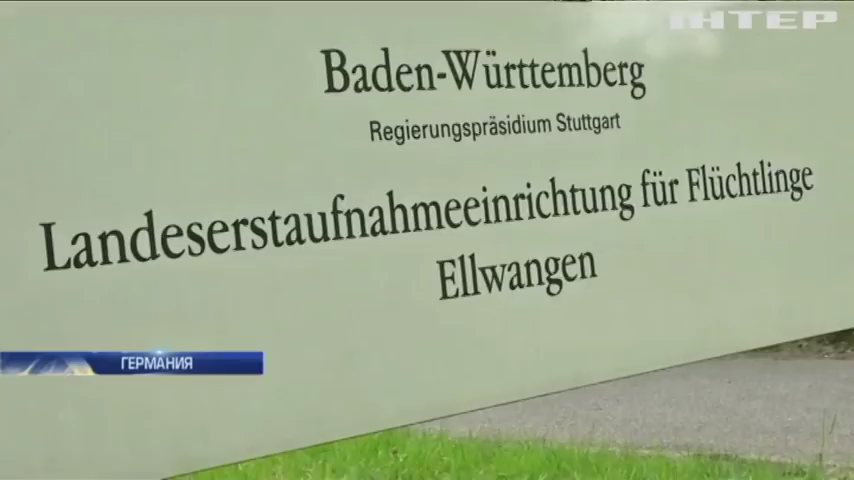 ІНТЕР
Baden-Württemberg
Regierungspräsidium Stuttgart
Landeserstaufnahmeeinrichtung für Flüchtlinge
Ellwangen
ГЕРМАНИЯ